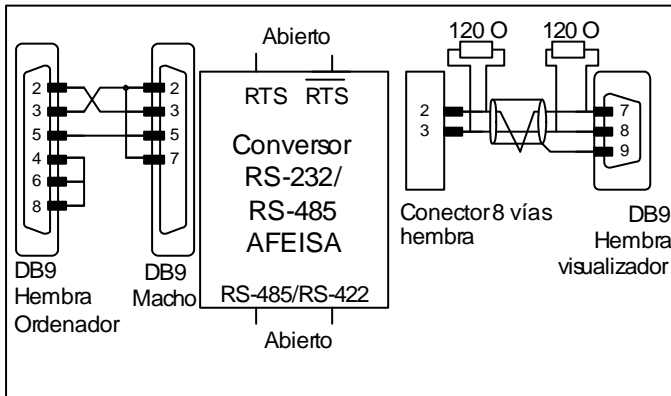 Abierto
120 O
120 O
2
3
5
4
6
8
2
3
5
7
RTS
RTS
Conversor
RS-232/
RS-485
AFEISA
RS-485/RS-422
Abierto
2
3
7
8
9
Conector 8 vías
hembra
DB9
Hembra
visualizador
DB9
Hembra
Ordenador
DB9
Macho